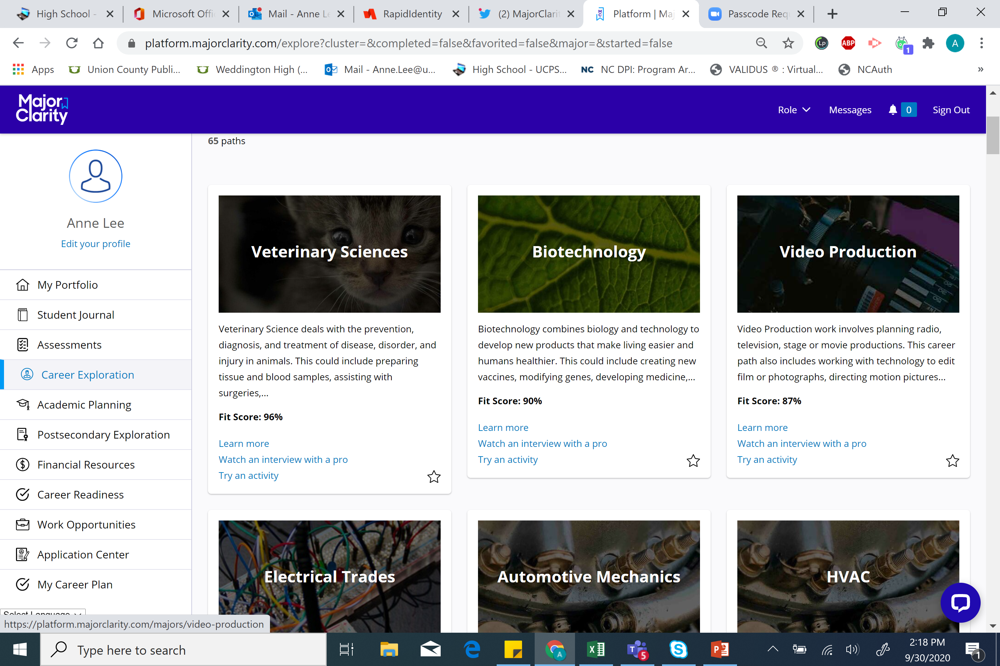 High School -
Microsoft Offi
Mail - Anne Le
RapidIdentity
(2) MajorClarit
Platform | Maj
Passcode Requ
platform.majorclarity.com/explore?cluster=&completed=false&favorited=false&major=&started=false
LP
ABP
1
A
Apps
Union County Publi...
Weddington High (...
Mail - Anne.Lee@u...
High School - UCPS...
NC
NC DPI: Program Ar...
VALIDUS ® : Virtual...
NCAuth
»
Major
Clarity
Role
Messages
0
Sign Out
Anne Lee
Edit your profile
My Portfolio
Student Journal
Assessments
Career Exploration
Academic Planning
Postsecondary Exploration
Financial Resources
Career Readiness
Work Opportunities
Application Center
My Career Plan
Select Language
https://platform.majorclarity.com/majors/video-production
65 paths
Veterinary Sciences
Veterinary Science deals with the prevention,
diagnosis, and treatment of disease, disorder, and
injury in animals. This could include preparing
tissue and blood samples, assisting with
surgeries,...
Fit Score: 96%
Learn more
Watch an interview with a pro
Try an activity
Biotechnology
Biotechnology combines biology and technology to
develop new products that make living easier and
humans healthier. This could include creating new
vaccines, modifying genes, developing medicine,...
Fit Score: 90%
Learn more
Watch an interview with a pro
Try an activity
Video Production
Video Production work involves planning radio,
television, stage or movie productions. This career
path also includes working with technology to edit
film or photographs, directing motion pictures...
Fit Score: 87%
Learn more
Watch an interview with a pro
Try an activity
Electrical Trades
Automotive Mechanics
HVAC
Type here to search
A
5
2:18 PM
9/30/2020
1